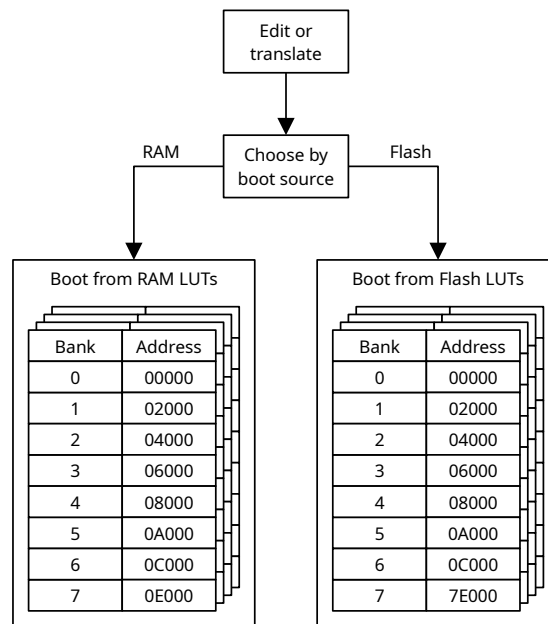 Edit or
translate
RAM
Choose by
boot source
Flash
Boot from RAM LUTs
Bank Address
0 00000
1 02000
2 04000
3 06000
4 08000
5 0A000
6 0C000
7 0E000
Boot from Flash LUTs
Bank Address
0 00000
1 02000
2 04000
3 06000
4 08000
5 0A000
6 0C000
7 7E000